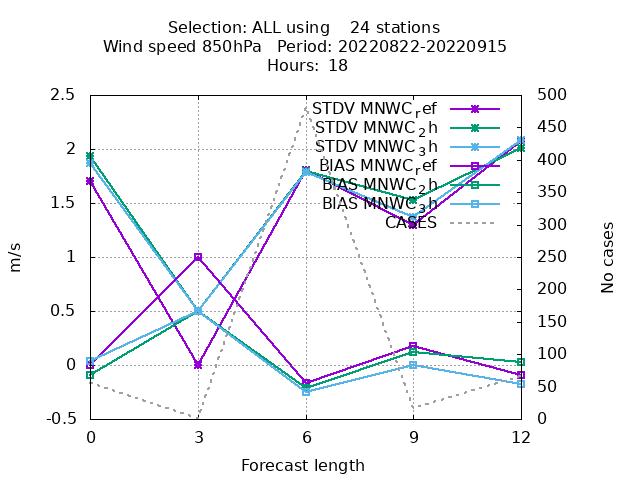 Selection: ALL using    24 stations
Wind speed 850hPa   Period: 20220822-20220915
Hours:  18
2.5
2
1.5
1
0.5
0
-0.5
m/s
STDV MNWC_ref
STDV MNWC_2h
STDV MNWC_3h
BIAS MNWC_ref
BIAS MNWC_2h
BIAS MNWC_3h
CASES
500
450
400
350
300
250
200
150
100
50
0
No cases
0 3 6 9 12
Forecast length